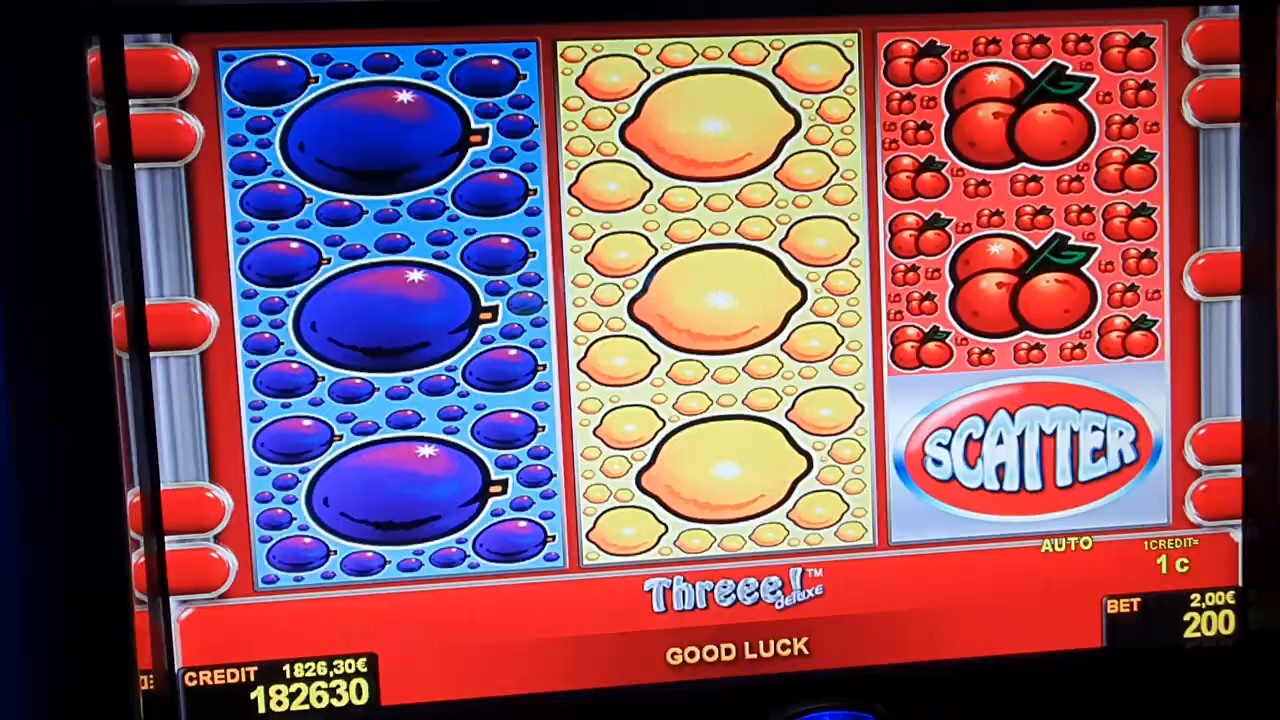 SCATTER
AUTO
1CREDIT=
1 c
Threee!™
deluxe
GOOD LUCK
BET 2,00€
200
CREDIT 1826,30€
182630